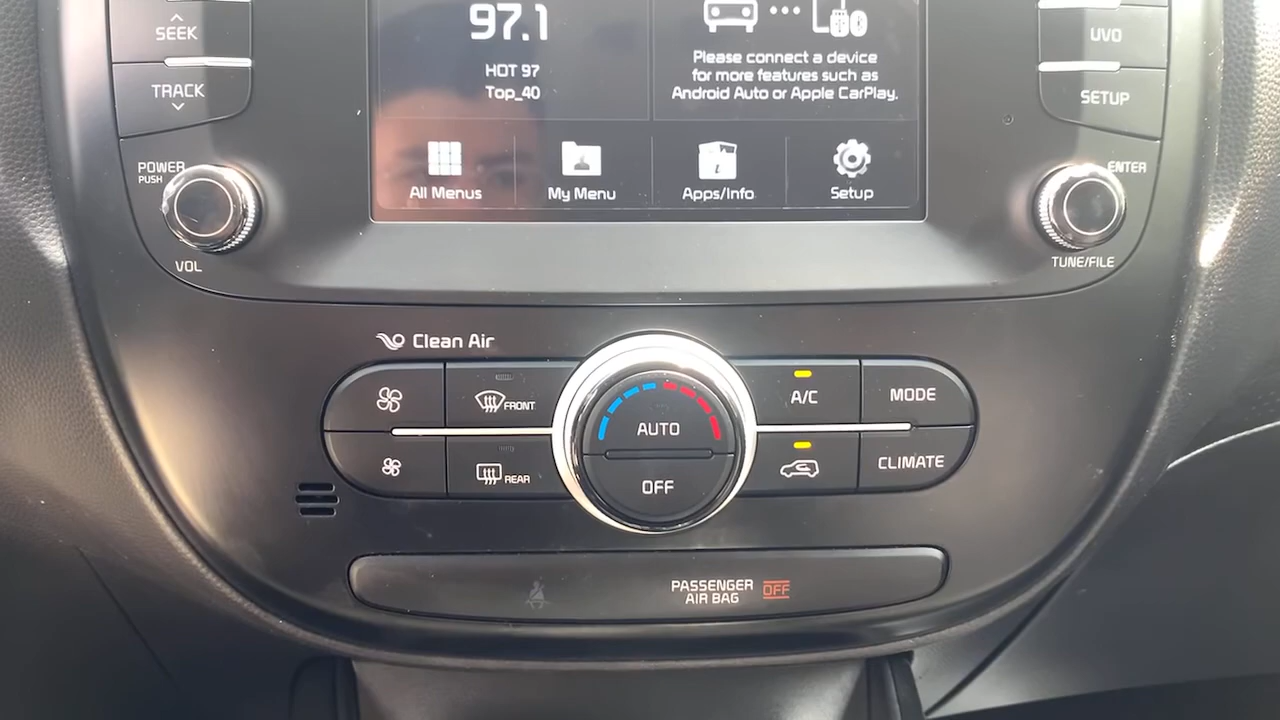 SEEK
TRACK
POWER
PUSH
VOL
97.1
HOT 97
Top_40
Please connect a device
for more features such as
Android Auto or Apple CarPlay.
All Menus
My Menu
Apps/Info
Setup
UVO
SETUP
ENTER
TUNE/FILE
Clean Air
FRONT
REAR
AUTO
OFF
A/C
MODE
CLIMATE
PASSENGER
AIR BAG
OFF